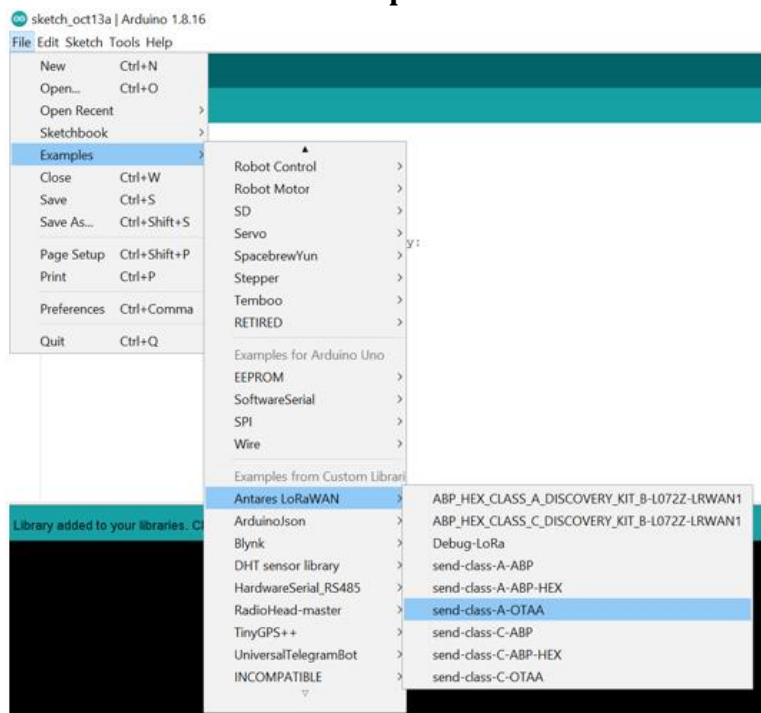 sketch_oct13a | Arduino 1.8.16
File Edit Sketch Tools Help
New Ctrl+N
Open... Ctrl+O
Open Recent
Sketchbook
Examples
Close Ctrl+W
Save Ctrl+S
Save As... Ctrl+Shift+S
Page Setup Ctrl+Shift+P
Print Ctrl+P
Preferences Ctrl+Comma
Quit Ctrl+Q
Robot Control
Robot Motor
SD
Servo
SpacebrewYun
Stepper
Temboo
RETIRED
Examples for Arduino Uno
EEPROM
SoftwareSerial
SPI
Wire
Examples from Custom Librari
Antares LoRaWAN
ArduinoJson
Blynk
DHT sensor library
HardwareSerial_RS485
RadioHead-master
TinyGPS++
UniversalTelegramBot
INCOMPATIBLE
ABP_HEX_CLASS_A_DISCOVERY_KIT_B-L072Z-LRWAN1
ABP_HEX_CLASS_C_DISCOVERY_KIT_B-L072Z-LRWAN1
Debug-LoRa
send-class-A-ABP
send-class-A-ABP-HEX
send-class-A-OTAA
send-class-C-ABP
send-class-C-ABP-HEX
send-class-C-OTAA
y:
Library added to your libraries. C